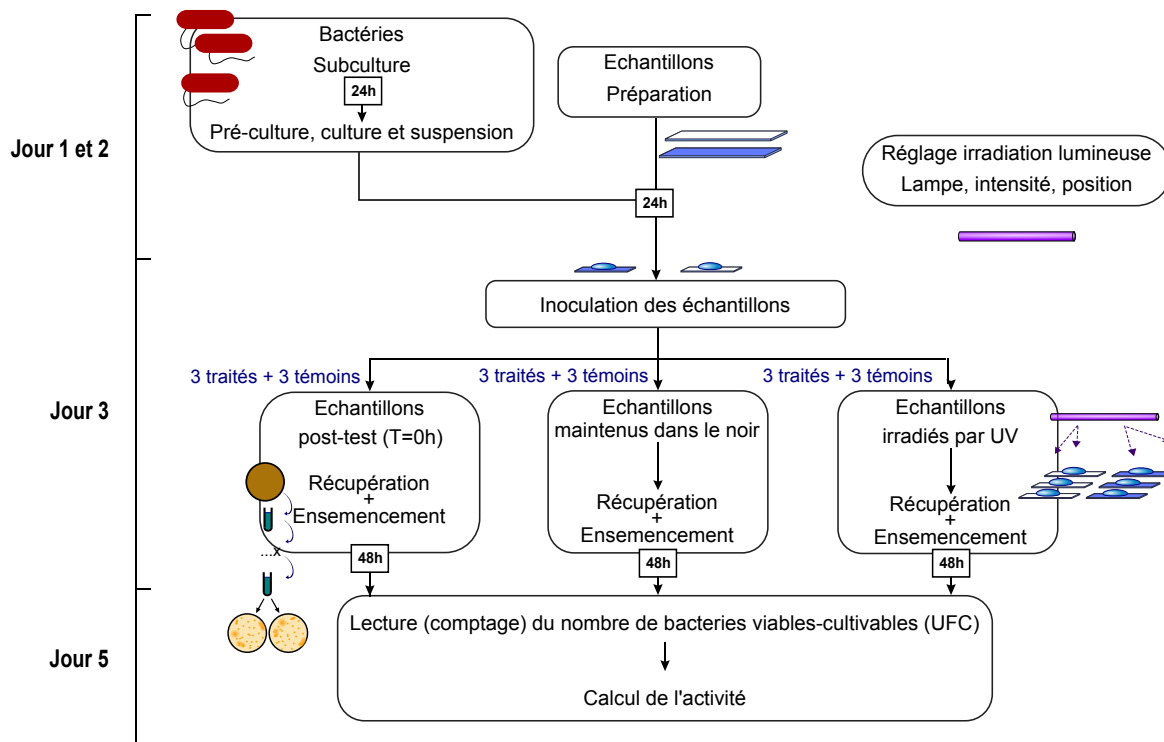 Bactéries
Subculture
24h
Pré-culture, culture et suspension
Echantillons
Préparation
Jour 1 et 2
Réglage irradiation lumineuse
Lampe, intensité, position
24h
Inoculation des échantillons
3 traités + 3 témoins
3 traités + 3 témoins
3 traités + 3 témoins
Jour 3
Echantillons
post-test (T=0h)
Récupération
+
Ensemencement
...x
48h
Echantillons
maintenus dans le noir
Récupération
+
Ensemencement
48h
Echantillons
irradiés par UV
Récupération
+
Ensemencement
48h
Jour 5
Lecture (comptage) du nombre de bacteries viables-cultivables (UFC)
Calcul de l'activité